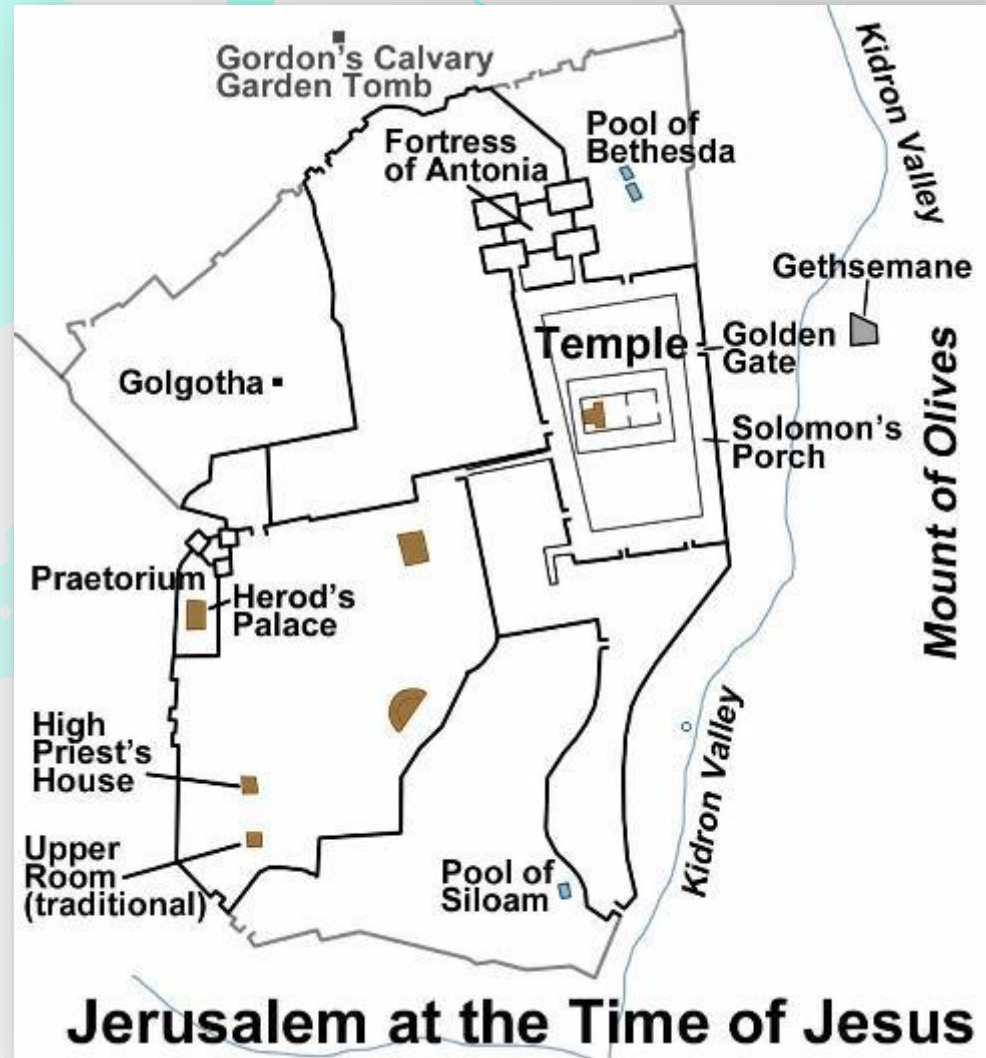 Gordon's Calvary
Garden Tomb
Kidron Valley
Fortress
of Antonia
Pool of
Bethesda
Gethsemane
Temple
Golden
Gate
Golgotha
Solomon's
Porch
Mount of Olives
Praetorium
Herod's
Palace
High
Priest's
House
Kidron Valley
Upper
Room
(traditional)
Pool of
Siloam
Jerusalem at the Time of Jesus